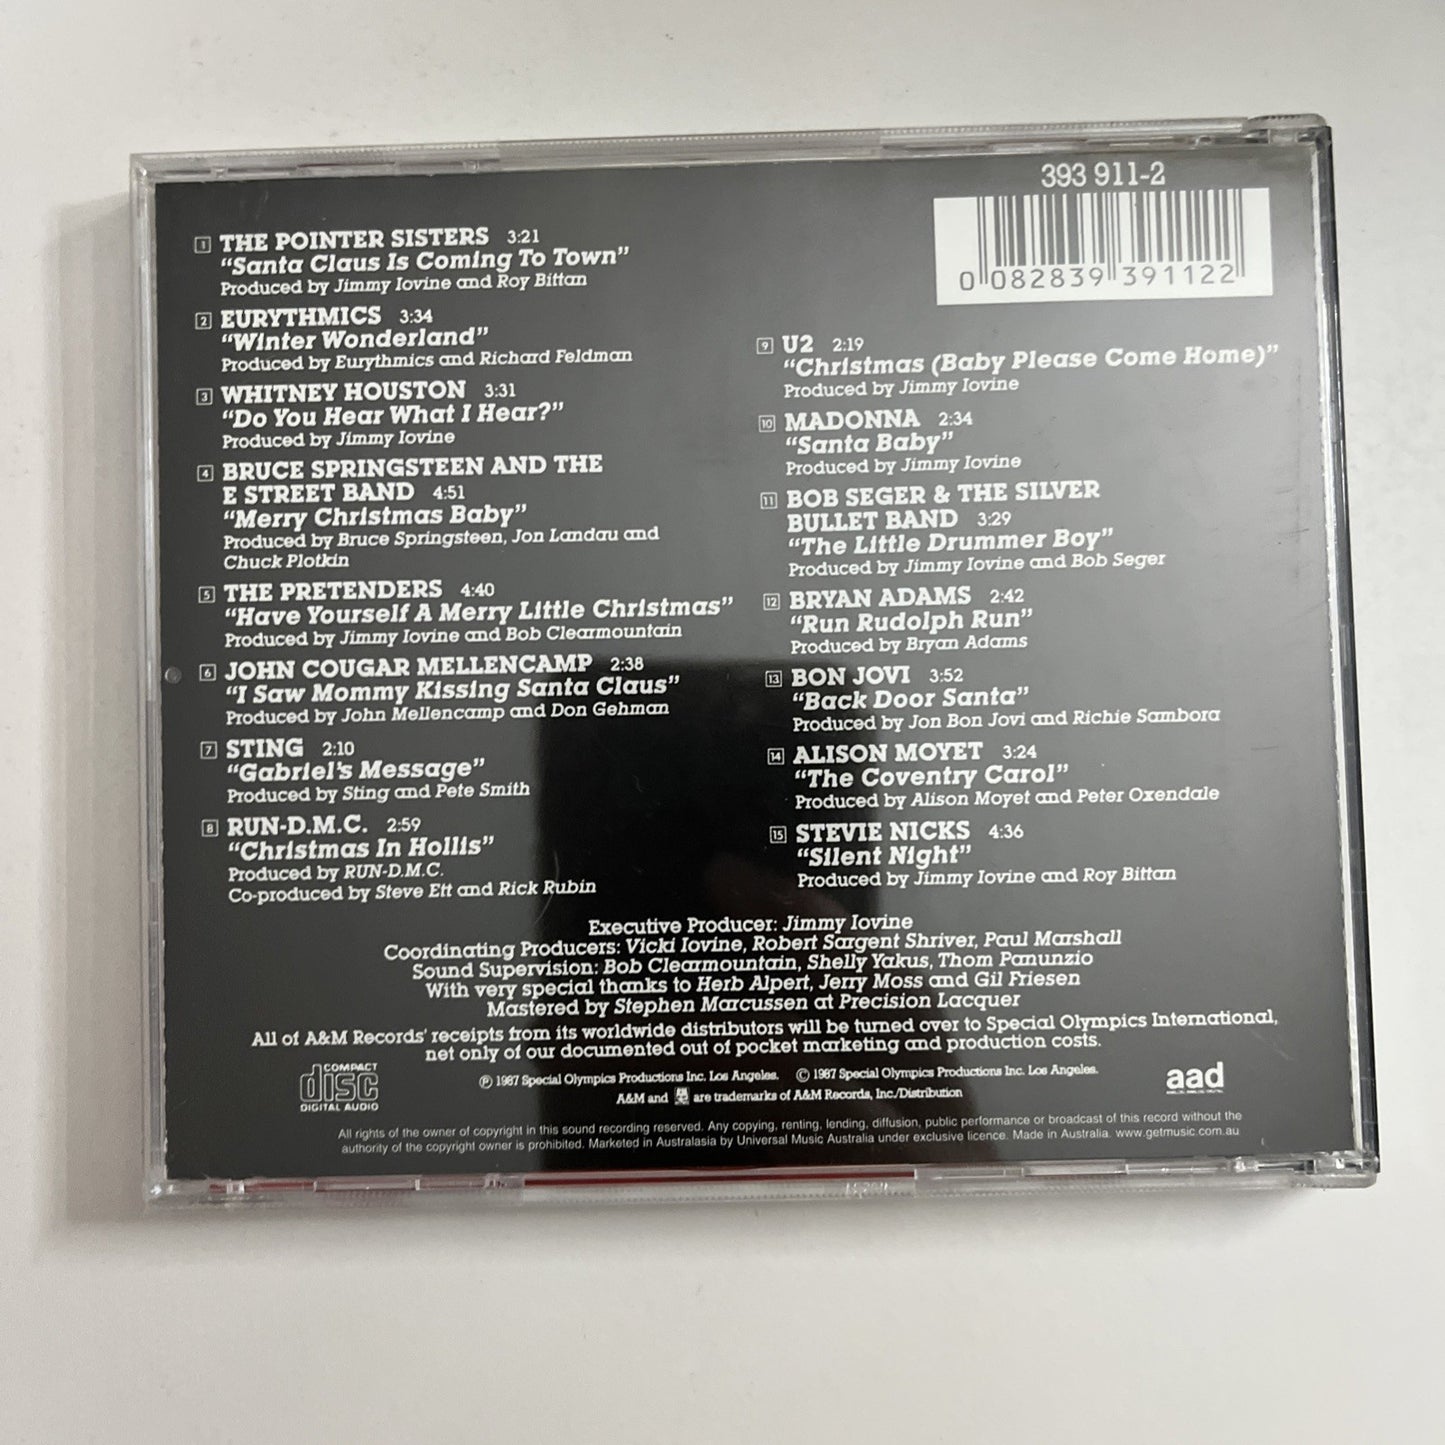 393 911-2
0 082839 391122
1 THE POINTER SISTERS 3:21
"Santa Claus Is Coming To Town"
Produced by Jimmy Iovine and Roy Bittan
2 EURYTHMICS 3:34
"Winter Wonderland"
Produced by Eurythmics and Richard Feldman
3 WHITNEY HOUSTON 3:31
"Do You Hear What I Hear?"
Produced by Jimmy Iovine
4 BRUCE SPRINGSTEEN AND THE
E STREET BAND 4:51
"Merry Christmas Baby"
Produced by Bruce Springsteen, Jon Landau and
Chuck Plotkin
5 THE PRETENDERS 4:40
"Have Yourself A Merry Little Christmas"
Produced by Jimmy Iovine and Bob Clearmountain
6 JOHN COUGAR MELLENCAMP 2:38
"I Saw Mommy Kissing Santa Claus"
Produced by John Mellencamp and Don Gehman
7 STING 2:10
"Gabriel's Message"
Produced by Sting and Pete Smith
8 RUN-D.M.C. 2:59
"Christmas In Hollis"
Produced by RUN-D.M.C.
Co-produced by Steve Ett and Rick Rubin
9 U2 2:19
"Christmas (Baby Please Come Home)"
Produced by Jimmy Iovine
10 MADONNA 2:34
"Santa Baby"
Produced by Jimmy Iovine
11 BOB SEGER & THE SILVER
BULLET BAND 3:29
"The Little Drummer Boy"
Produced by Jimmy Iovine and Bob Seger
12 BRYAN ADAMS 2:42
"Run Rudolph Run"
Produced by Bryan Adams
13 BON JOVI 3:52
"Back Door Santa"
Produced by Jon Bon Jovi and Richie Sambora
14 ALISON MOYET 3:24
"The Coventry Carol"
Produced by Alison Moyet and Peter Oxendale
15 STEVIE NICKS 4:36
"Silent Night"
Produced by Jimmy Iovine and Roy Bittan
Executive Producer: Jimmy Iovine
Coordinating Producers: Vicki Iovine, Robert Sargent Shriver, Paul Marshall
Sound Supervision: Bob Clearmountain, Shelly Yakus, Thom Panunzio
With very special thanks to Herb Alpert, Jerry Moss and Gil Friesen
Mastered by Stephen Marcussen at Precision Lacquer
All of A&M Records' receipts from its worldwide distributors will be turned over to Special Olympics International,
net only of our documented out of pocket marketing and production costs.
COMPACT
disc
DIGITAL AUDIO
℗ 1987 Special Olympics Productions Inc. Los Angeles. © 1987 Special Olympics Productions Inc. Los Angeles.
A&M and are trademarks of A&M Records, Inc./Distribution
aad
All rights of the owner of copyright in this sound recording reserved. Any copying, renting, lending, diffusion, public performance or broadcast of this record without the
authority of the copyright owner is prohibited. Marketed in Australasia by Universal Music Australia under exclusive licence. Made in Australia. www.getmusic.com.au